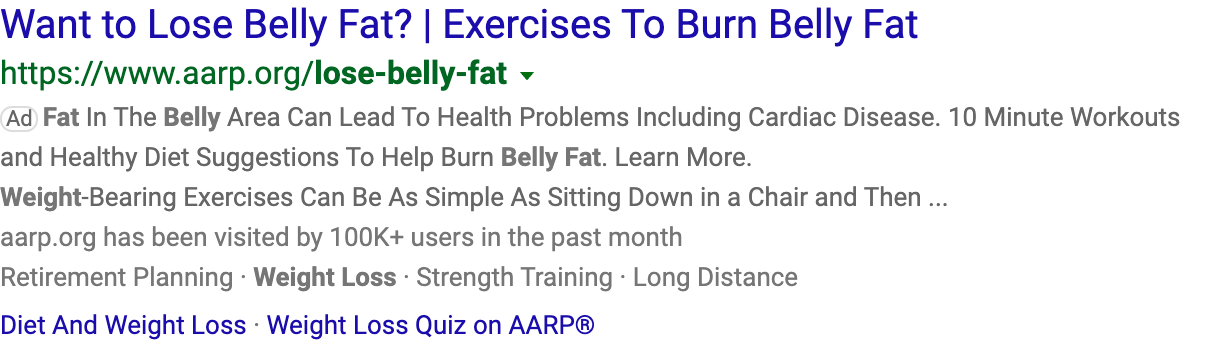 Want to Lose Belly Fat? | Exercises To Burn Belly Fat
https://www.aarp.org/lose-belly-fat
Ad Fat In The Belly Area Can Lead To Health Problems Including Cardiac Disease. 10 Minute Workouts
and Healthy Diet Suggestions To Help Burn Belly Fat. Learn More.
Weight-Bearing Exercises Can Be As Simple As Sitting Down in a Chair and Then ...
aarp.org has been visited by 100K+ users in the past month
Retirement Planning · Weight Loss · Strength Training · Long Distance
Diet And Weight Loss · Weight Loss Quiz on AARP®